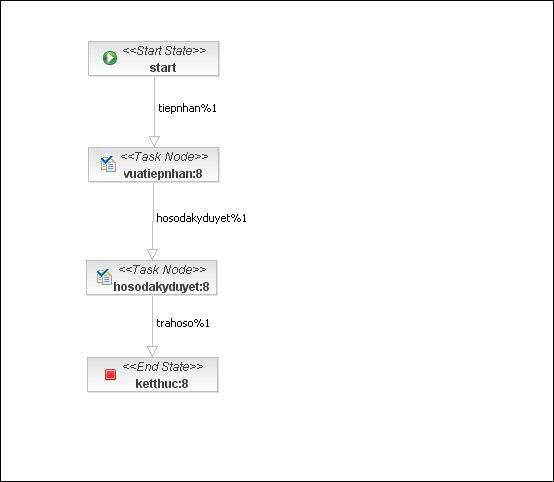 <<Start State>>
start
tiepnhan%1
<<Task Node>>
vuatiepnhan:8
hosodakyduyet%1
<<Task Node>>
hosodakyduyet:8
trahoso%1
<<End State>>
ketthuc:8